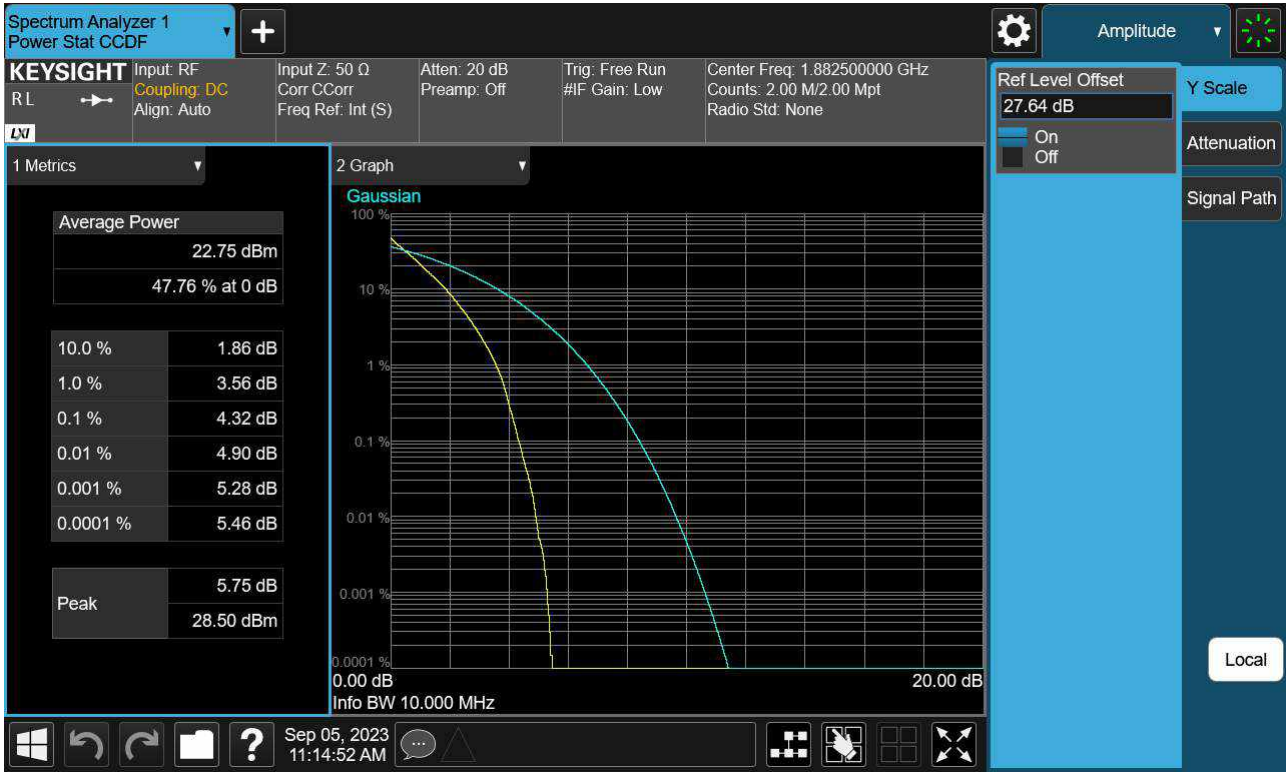 Spectrum Analyzer 1
Power Stat CCDF
+
Amplitude
KEYSIGHT
R L
LXI
Input: RF
Coupling: DC
Align: Auto
Input Z: 50 Ω
Corr CCorr
Freq Ref: Int (S)
Atten: 20 dB
Preamp: Off
Trig: Free Run
#IF Gain: Low
Center Freq: 1.882500000 GHz
Counts: 2.00 M/2.00 Mpt
Radio Std: None
Ref Level Offset
27.64 dB
On
Off
Y Scale
Attenuation
Signal Path
Local
1 Metrics
Average Power
22.75 dBm
47.76 % at 0 dB
10.0 % 1.86 dB
1.0 % 3.56 dB
0.1 % 4.32 dB
0.01 % 4.90 dB
0.001 % 5.28 dB
0.0001 % 5.46 dB
Peak
5.75 dB
28.50 dBm
2 Graph
Gaussian
100 %
10 %
1 %
0.1 %
0.01 %
0.001 %
0.0001 %
0.00 dB 20.00 dB
Info BW 10.000 MHz
?
Sep 05, 2023
11:14:52 AM